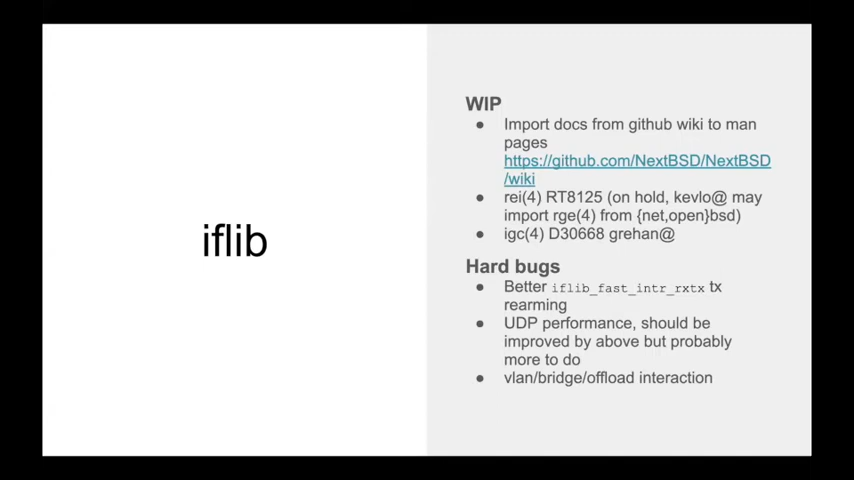 iflib
WIP
● Import docs from github wiki to man
pages
https://github.com/NextBSD/NextBSD
/wiki
● rei(4) RT8125 (on hold, kevlo@ may
import rge(4) from {net,open}bsd)
● igc(4) D30668 grehan@
Hard bugs
● Better iflib_fast_intr_rxtx tx
rearming
● UDP performance, should be
improved by above but probably
more to do
● vlan/bridge/offload interaction